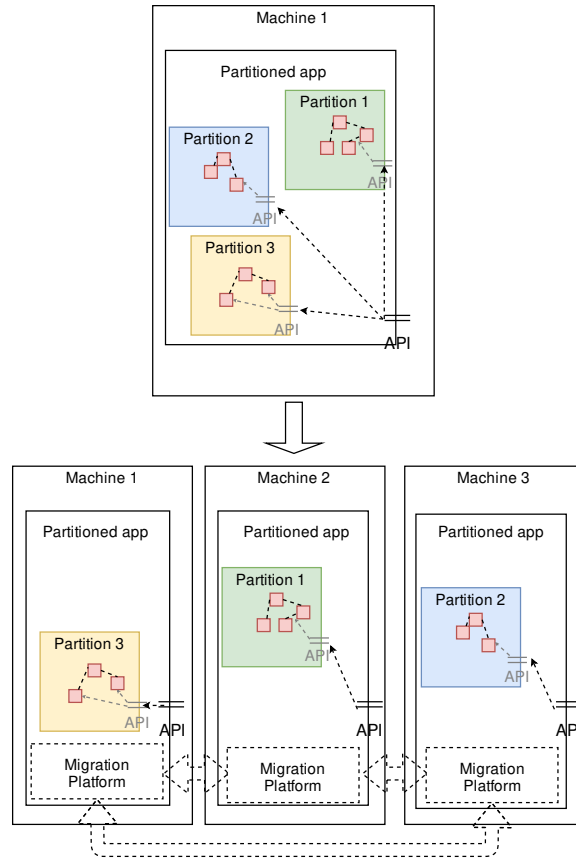 Machine 1
Partitioned app
Partition 1
Partition 2
API
API
Partition 3
API
API
Machine 1
Machine 2
Machine 3
Partitioned app
Partitioned app
Partitioned app
Partition 1
Partition 2
Partition 3
API
API
API
API
API
API
Migration
Platform
Migration
Platform
Migration
Platform